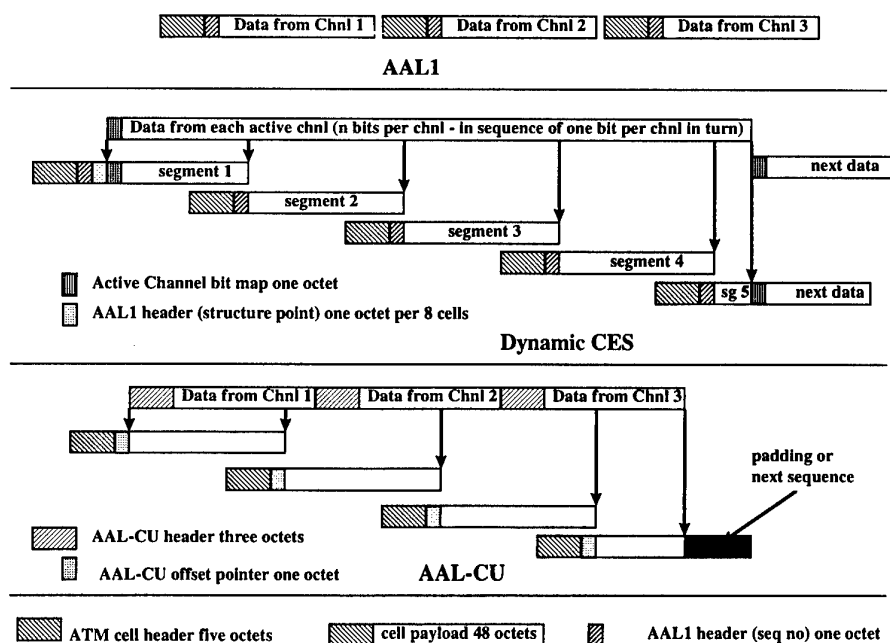 Data from Chnl 1 Data from Chnl 2 Data from Chnl 3
AAL1
Data from each active chnl (n bits per chnl - in sequence of one bit per chnl in turn)
segment 1 next data
segment 2
segment 3
segment 4
Active Channel bit map one octet
sg 5 next data
AAL1 header (structure point) one octet per 8 cells
Dynamic CES
Data from Chnl 1 Data from Chnl 2 Data from Chnl 3
padding or
next sequence
AAL-CU header three octets
AAL-CU offset pointer one octet
AAL-CU
ATM cell header five octets cell payload 48 octets AAL1 header (seq no) one octet